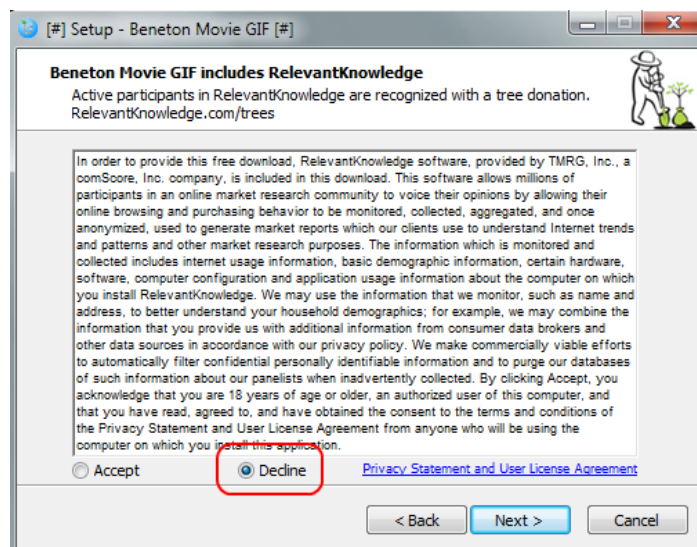 [#] Setup - Beneton Movie GIF [#]
Beneton Movie GIF includes RelevantKnowledge
Active participants in RelevantKnowledge are recognized with a tree donation.
RelevantKnowledge.com/trees
In order to provide this free download, RelevantKnowledge software, provided by TMRG, Inc., a
comScore, Inc. company, is included in this download. This software allows millions of
participants in an online market research community to voice their opinions by allowing their
online browsing and purchasing behavior to be monitored, collected, aggregated, and once
anonymized, used to generate market reports which our clients use to understand Internet trends
and patterns and other market research purposes. The information which is monitored and
collected includes internet usage information, basic demographic information, certain hardware,
software, computer configuration and application usage information about the computer on which
you install RelevantKnowledge. We may use the information that we monitor, such as name and
address, to better understand your household demographics; for example, we may combine the
information that you provide us with additional information from consumer data brokers and
other data sources in accordance with our privacy policy. We make commercially viable efforts
to automatically filter confidential personally identifiable information and to purge our databases
of such information about our panelists when inadvertently collected. By clicking Accept, you
acknowledge that you are 18 years of age or older, an authorized user of this computer, and
that you have read, agreed to, and have obtained the consent to the terms and conditions of
the Privacy Statement and User License Agreement from anyone who will be using the
computer on which you install this application.
Accept Decline Privacy Statement and User License Agreement
< Back Next > Cancel